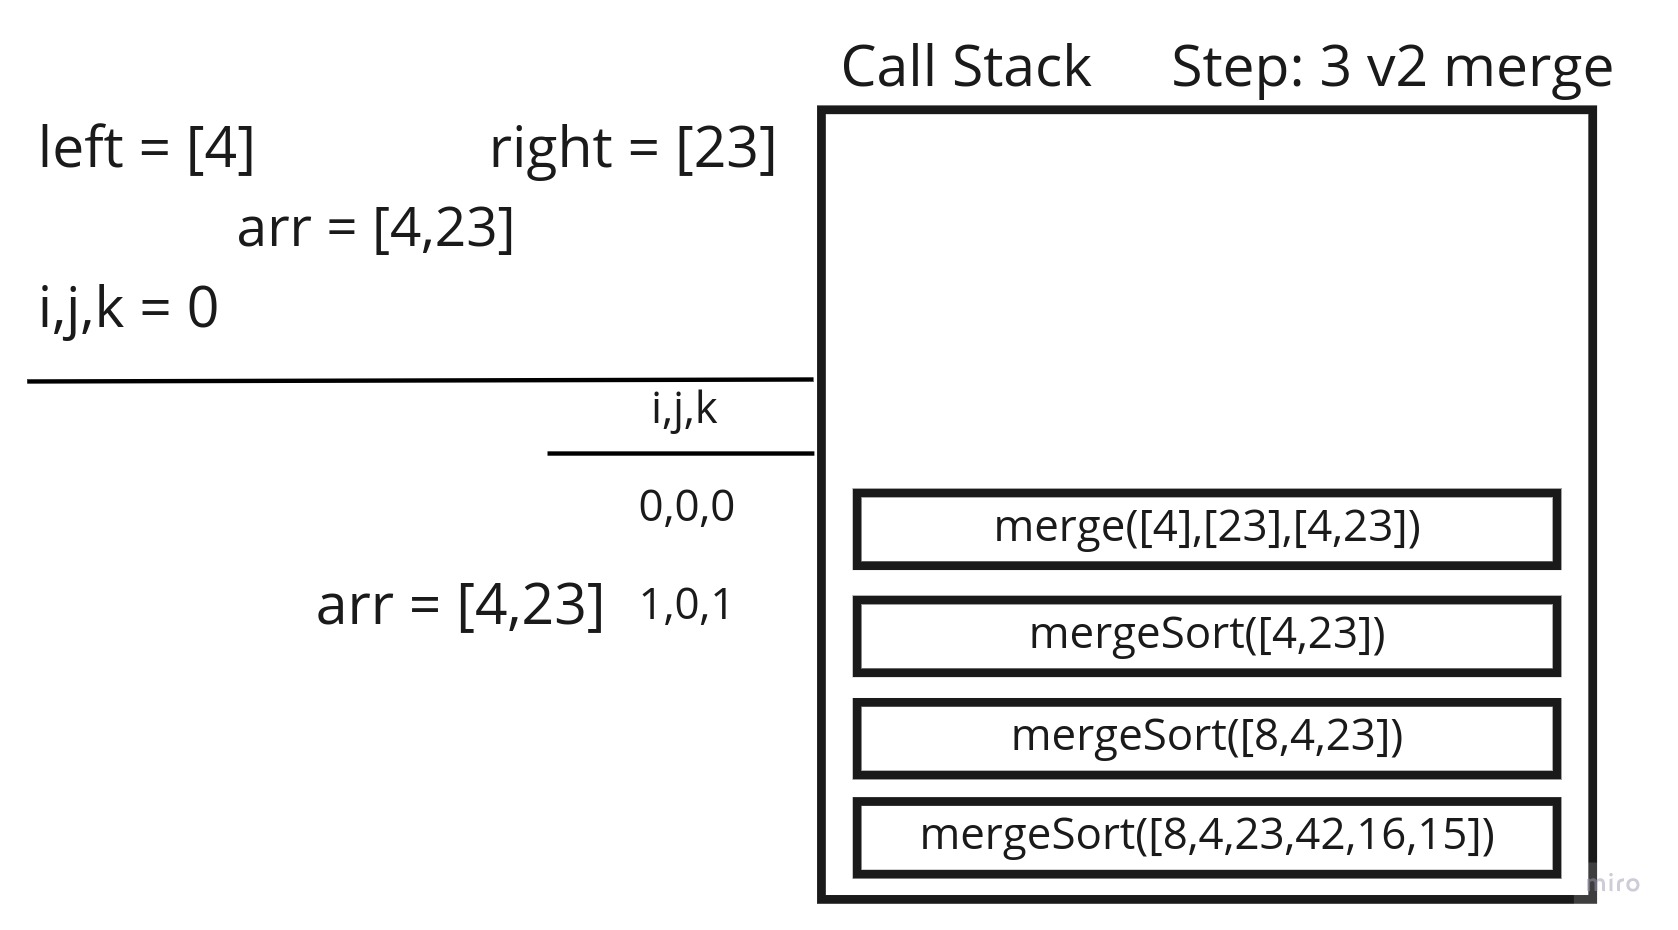 Call Stack Step: 3 v2 merge
left = [4] right = [23]
arr = [4,23]
i,j,k = 0
i,j,k
0,0,0
arr = [4,23] 1,0,1
merge([4],[23],[4,23])
mergeSort([4,23])
mergeSort([8,4,23])
mergeSort([8,4,23,42,16,15])
miro